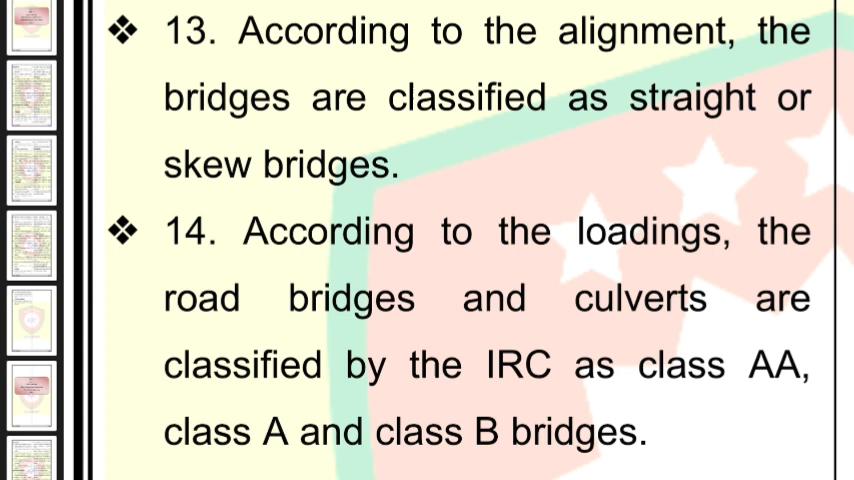 ❖ 13. According to the alignment, the
bridges are classified as straight or
skew bridges.
❖ 14. According to the loadings, the
road bridges and culverts are
classified by the IRC as class AA,
class A and class B bridges.